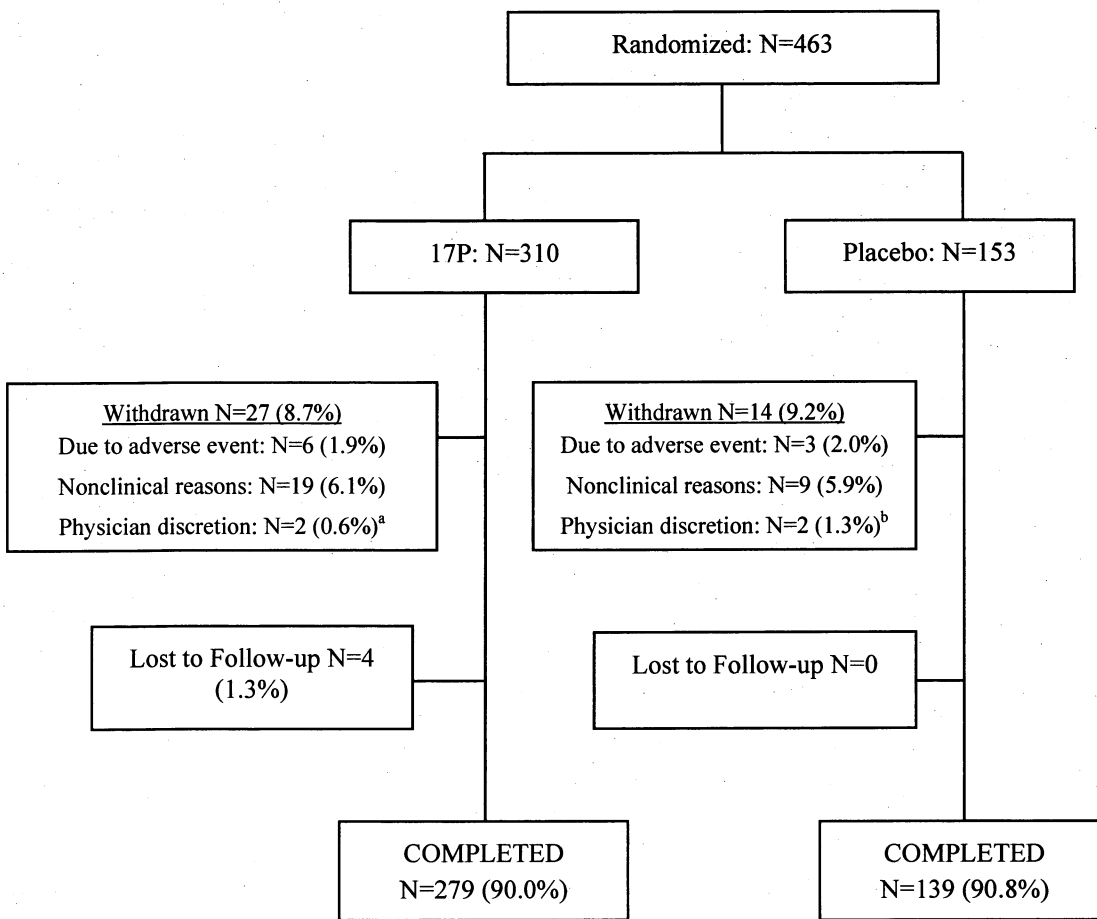 Randomized: N=463
17P: N=310
Placebo: N=153
Withdrawn N=27 (8.7%)
Due to adverse event: N=6 (1.9%)
Nonclinical reasons: N=19 (6.1%)
Physician discretion: N=2 (0.6%)ᵃ
Withdrawn N=14 (9.2%)
Due to adverse event: N=3 (2.0%)
Nonclinical reasons: N=9 (5.9%)
Physician discretion: N=2 (1.3%)ᵇ
Lost to Follow-up N=4
(1.3%)
Lost to Follow-up N=0
COMPLETED
N=279 (90.0%)
COMPLETED
N=139 (90.8%)